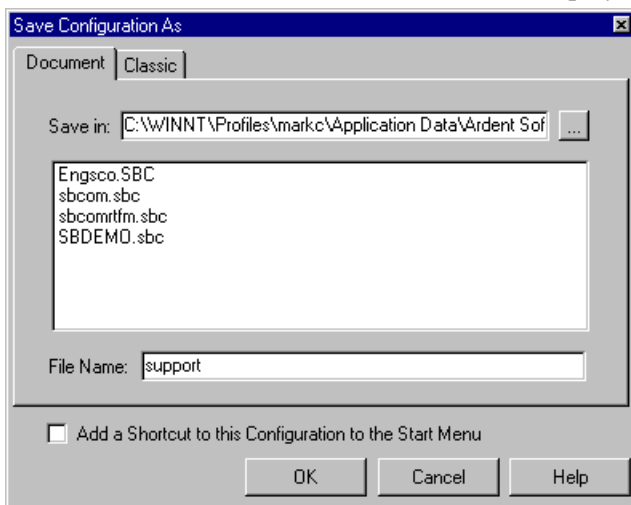 Save Configuration As
Document Classic
Save in: C:\WINNT\Profiles\markc\Application Data\Ardent Sof ...
Engsco.SBC
sbcom.sbc
sbcomrtfm.sbc
SBDEMO.sbc
File Name: support
Add a Shortcut to this Configuration to the Start Menu
OK Cancel Help